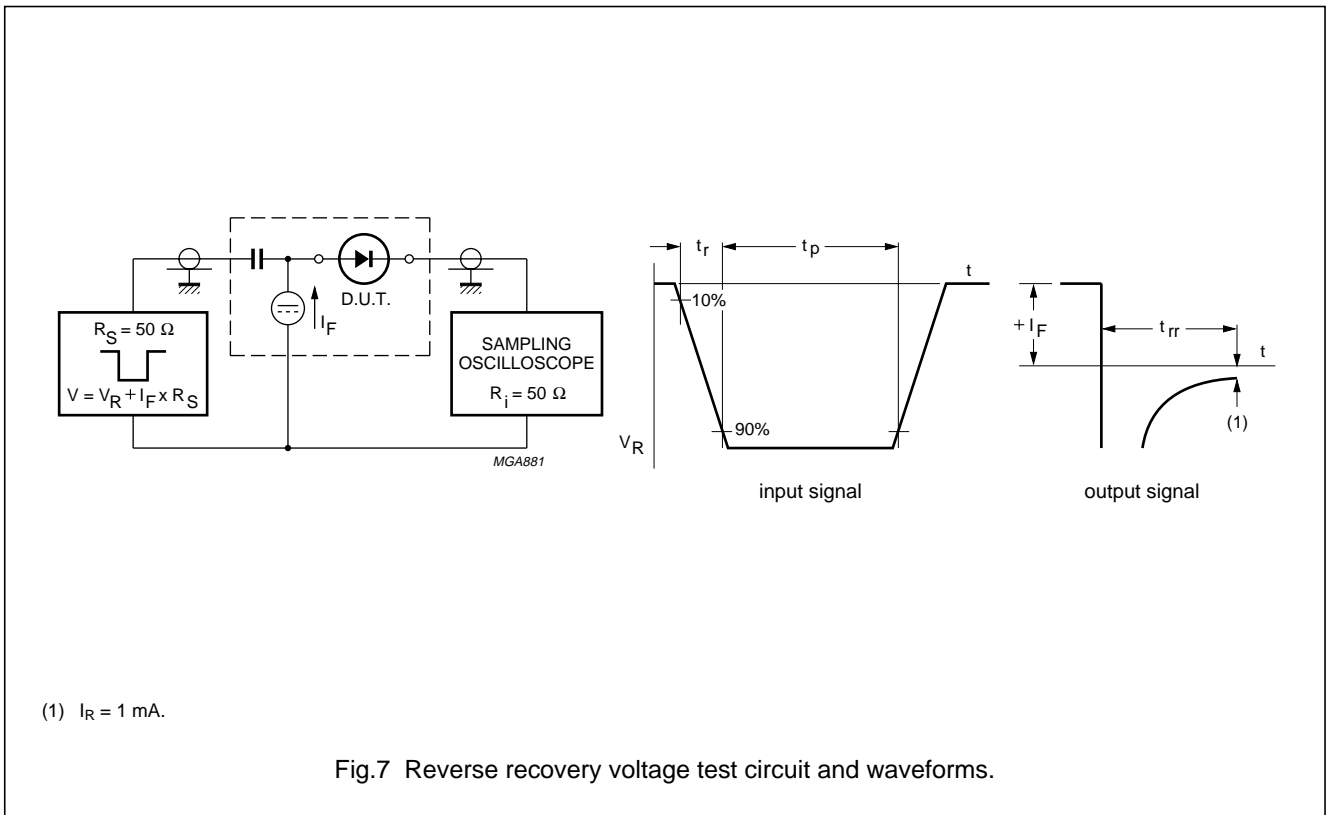 R_S = 50 Ω
V = V_R + I_F x R_S
I_F
D.U.T.
SAMPLING
OSCILLOSCOPE
R_i = 50 Ω
MGA881
t_r
t_p
t
10%
90%
V_R
input signal
+ I_F
t_rr
t
(1)
output signal
(1) I_R = 1 mA.
Fig.7 Reverse recovery voltage test circuit and waveforms.